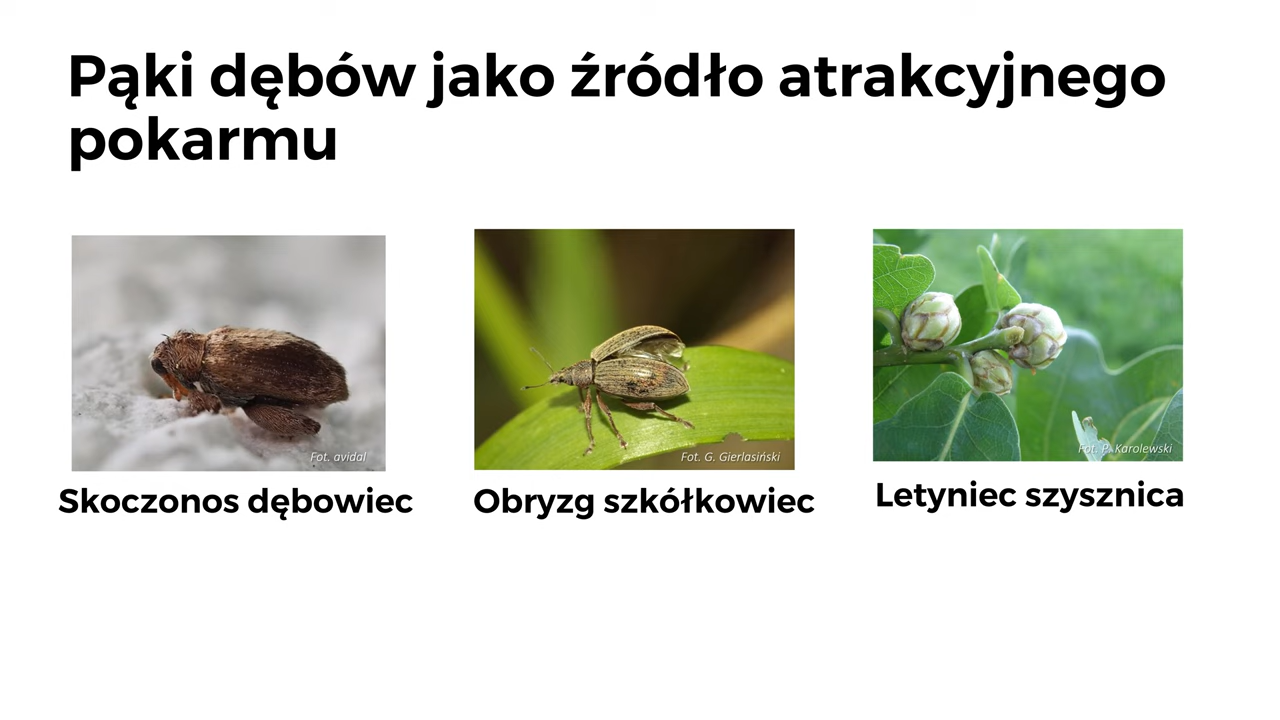 Pąki dębów jako źródło atrakcyjnego
pokarmu
Fot. avidal
Fot. G. Gierlasiński
Fot. P. Karolewski
Skoczonos dębowiec
Obryzg szkółkowiec
Letyniec szysznica